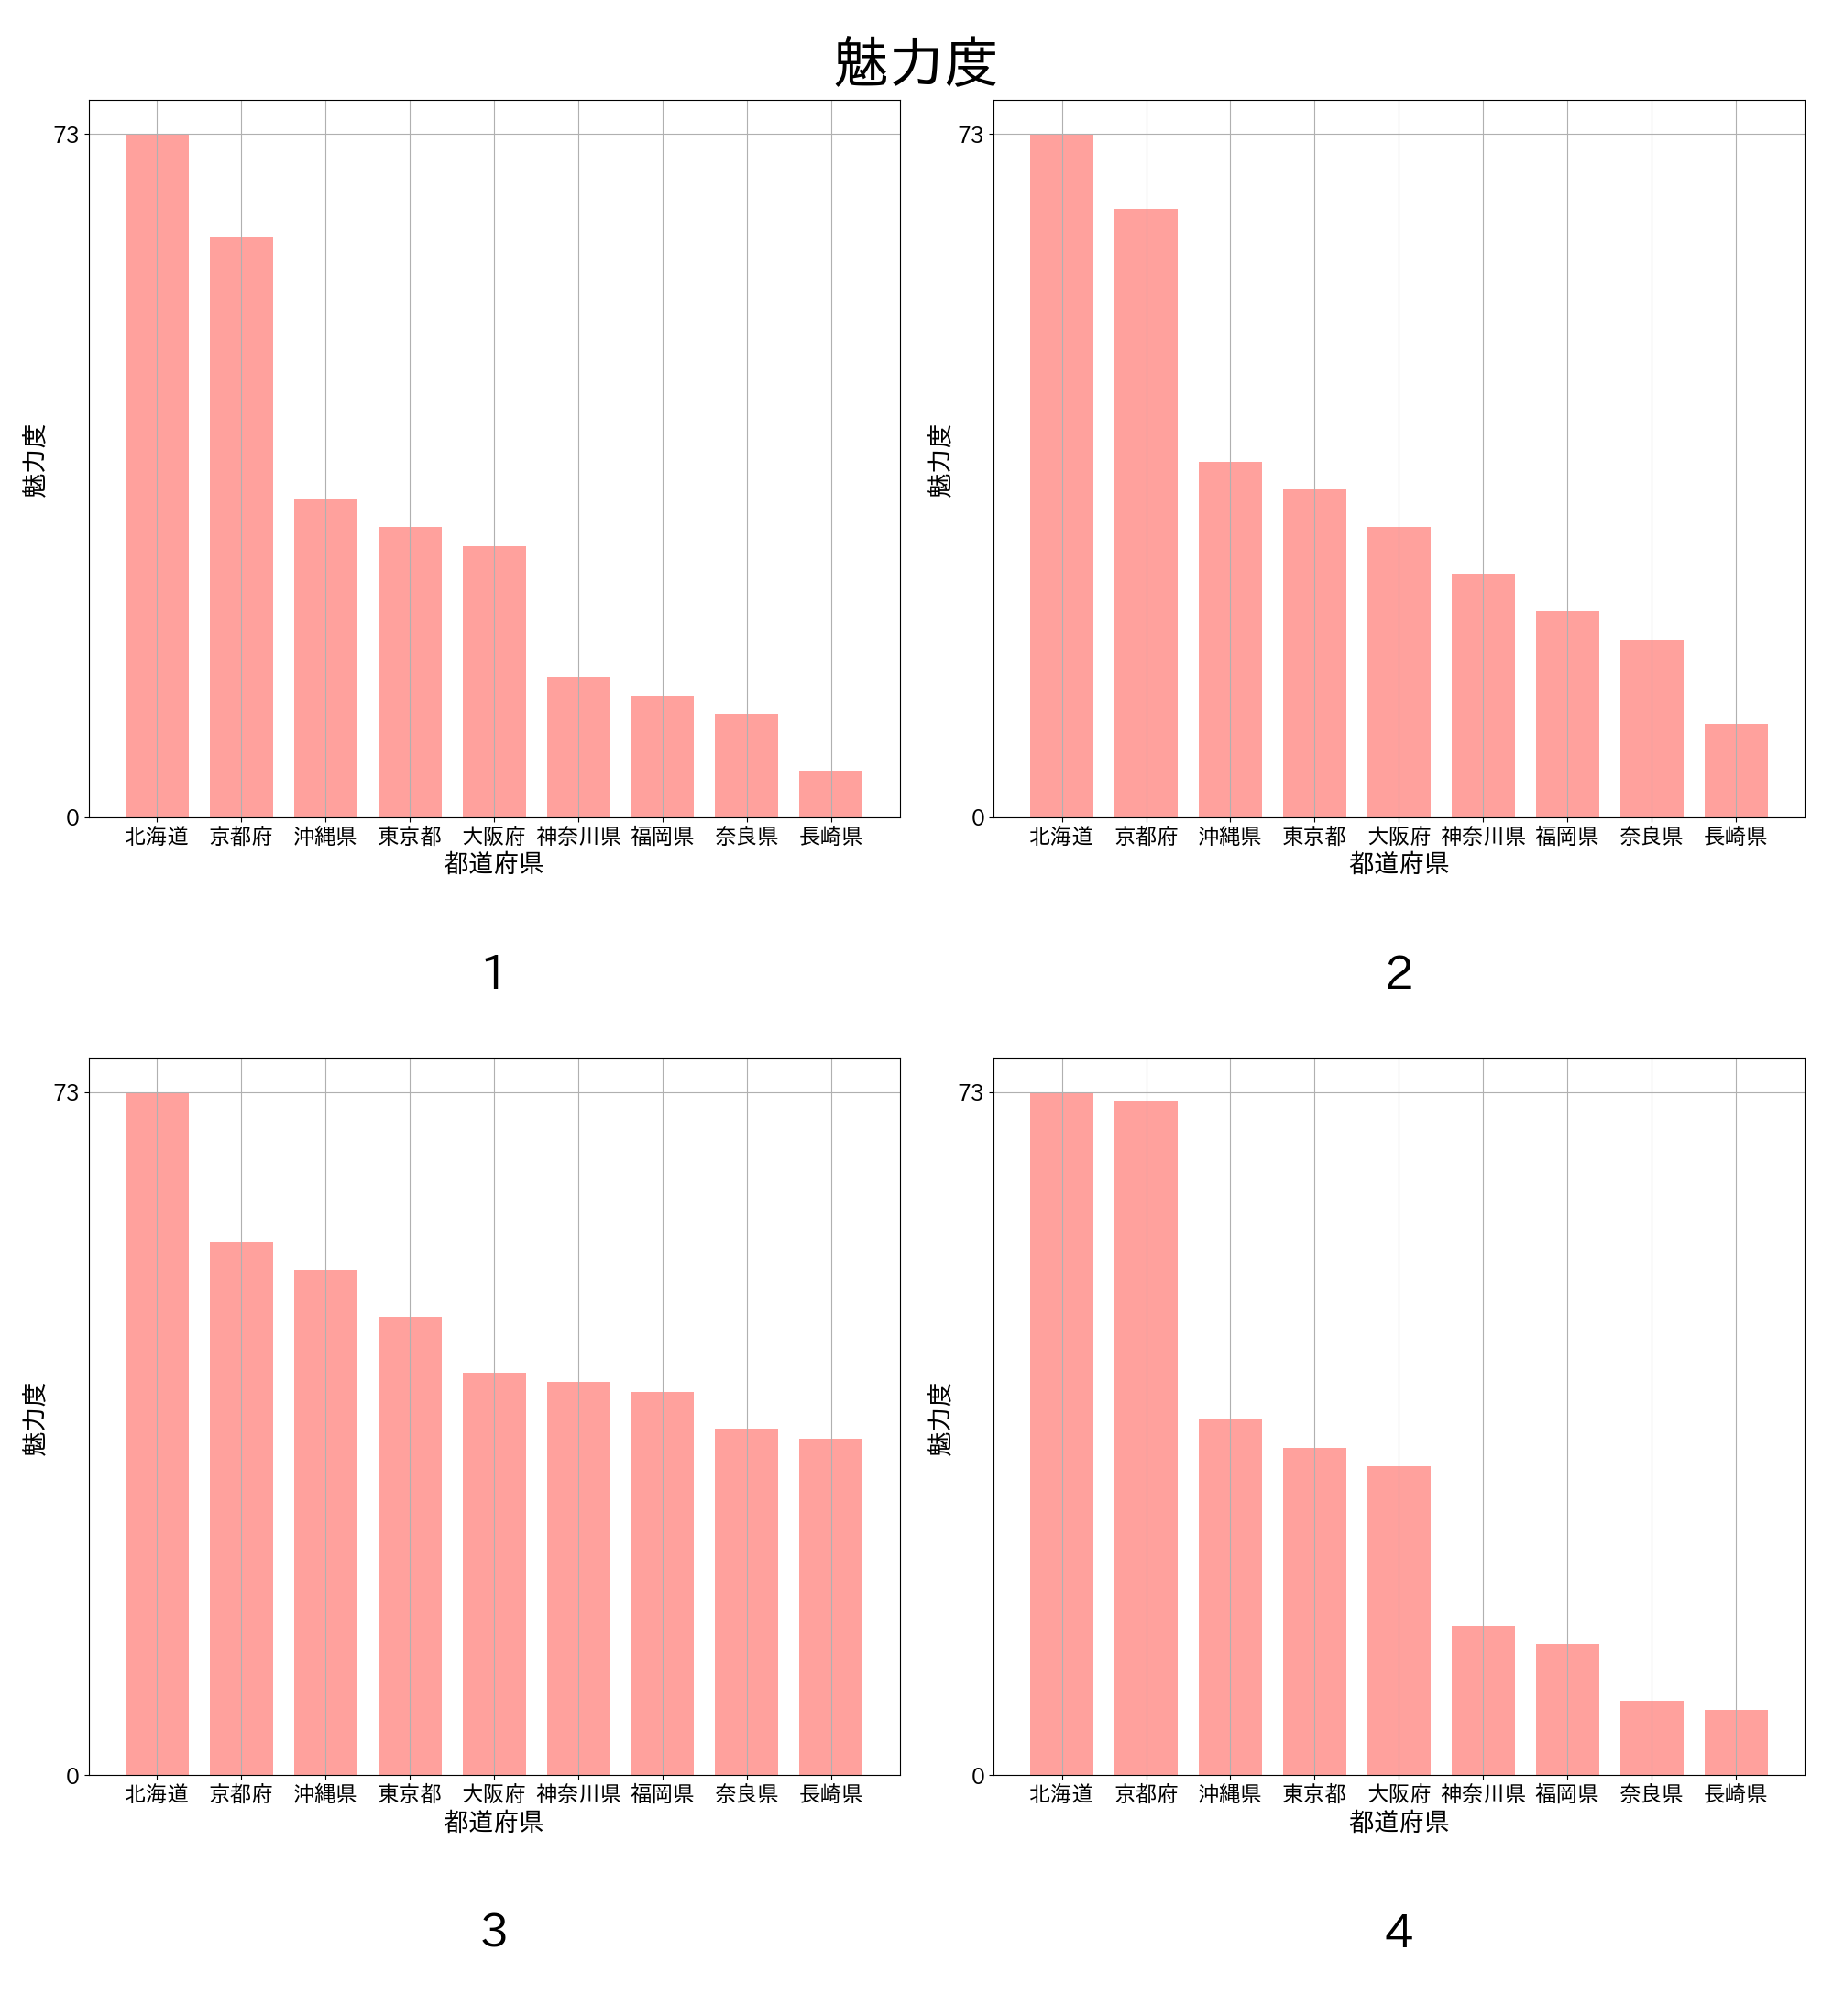 魅力度
73
0
魅力度
北海道 京都府 沖縄県 東京都 大阪府 神奈川県 福岡県 奈良県 長崎県
都道府県
1
73
0
魅力度
北海道 京都府 沖縄県 東京都 大阪府 神奈川県 福岡県 奈良県 長崎県
都道府県
2
73
0
魅力度
北海道 京都府 沖縄県 東京都 大阪府 神奈川県 福岡県 奈良県 長崎県
都道府県
3
73
0
魅力度
北海道 京都府 沖縄県 東京都 大阪府 神奈川県 福岡県 奈良県 長崎県
都道府県
4